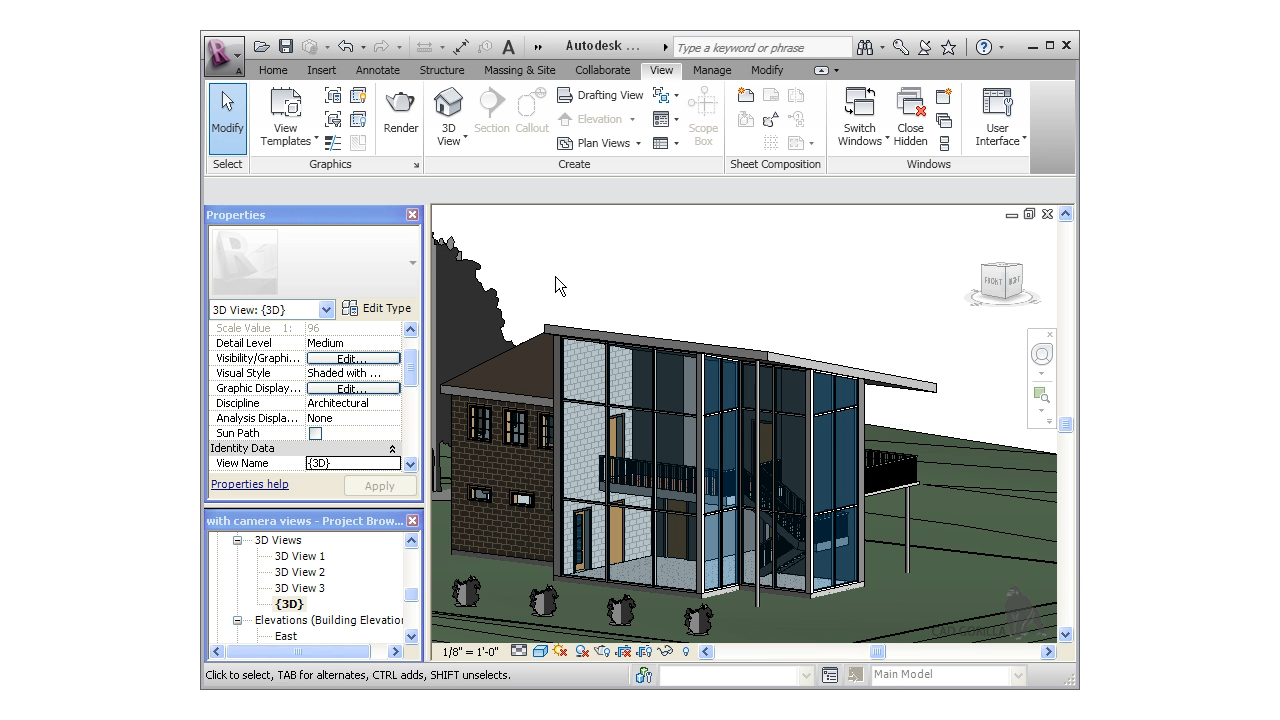 Autodesk ...
Type a keyword or phrase
Home Insert Annotate Structure Massing & Site Collaborate View Manage Modify
Modify
View Templates
Render
3D View
Section
Callout
Drafting View
Elevation
Plan Views
Scope Box
Switch Windows
Close Hidden
User Interface
Select Graphics Create Sheet Composition Windows
Properties
3D View: {3D}
Edit Type
Scale Value 1: 96
Detail Level Medium
Visibility/Graphi... Edit...
Visual Style Shaded with ...
Graphic Display... Edit...
Discipline Architectural
Analysis Displa... None
Sun Path
Identity Data
View Name {3D}
Properties help
Apply
with camera views - Project Brow...
3D Views
3D View 1
3D View 2
3D View 3
{3D}
Elevations (Building Elevatior
East
FRONT
CAD GORILLA
1/8" = 1'-0"
Click to select, TAB for alternates, CTRL adds, SHIFT unselects.
Main Model